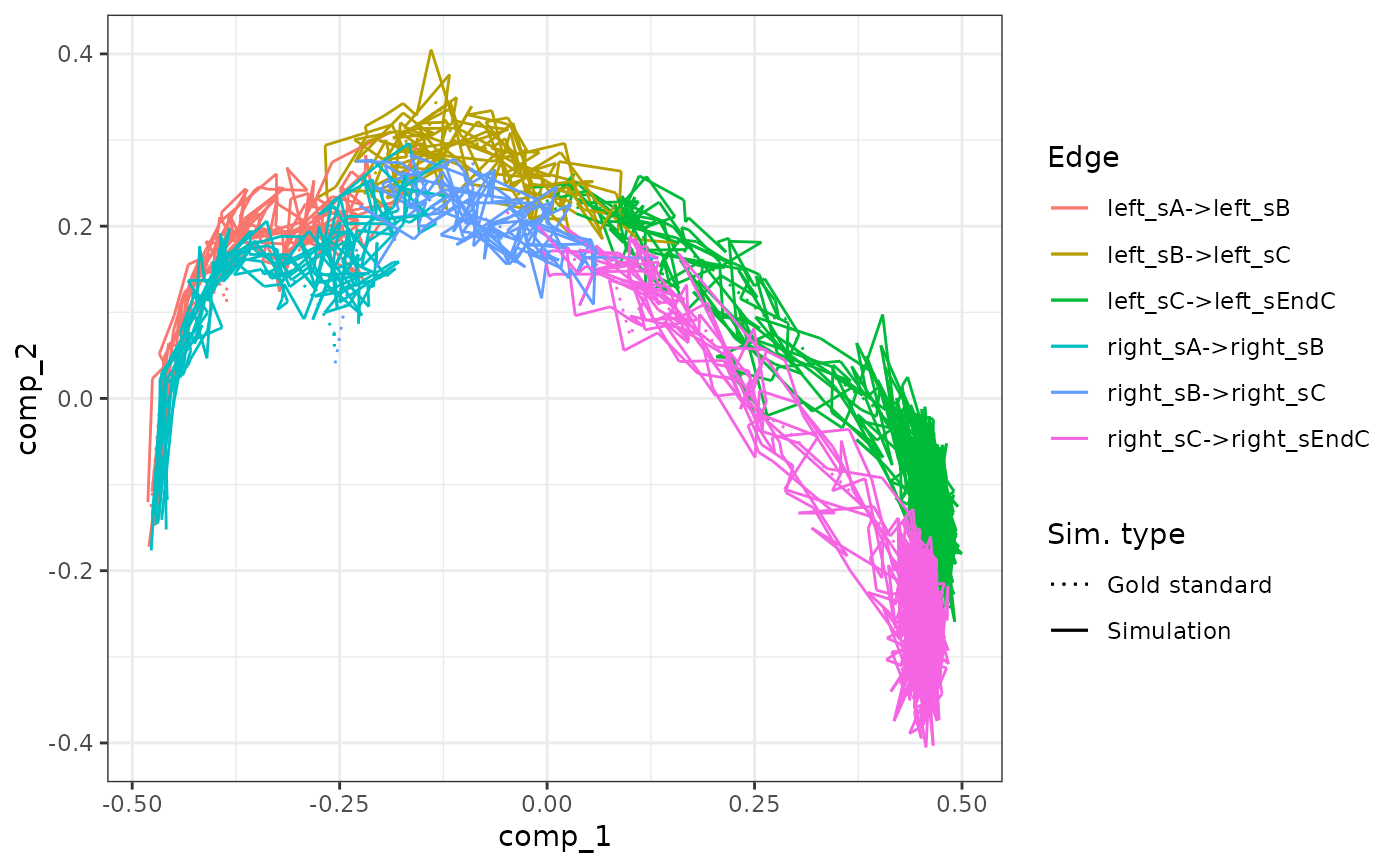 0.4
0.2
0.0
-0.2
-0.4
comp_2
-0.50
-0.25
0.00
0.25
0.50
comp_1
Edge
left_sA->left_sB
left_sB->left_sC
left_sC->left_sEndC
right_sA->right_sB
right_sB->right_sC
right_sC->right_sEndC
Sim. type
Gold standard
Simulation